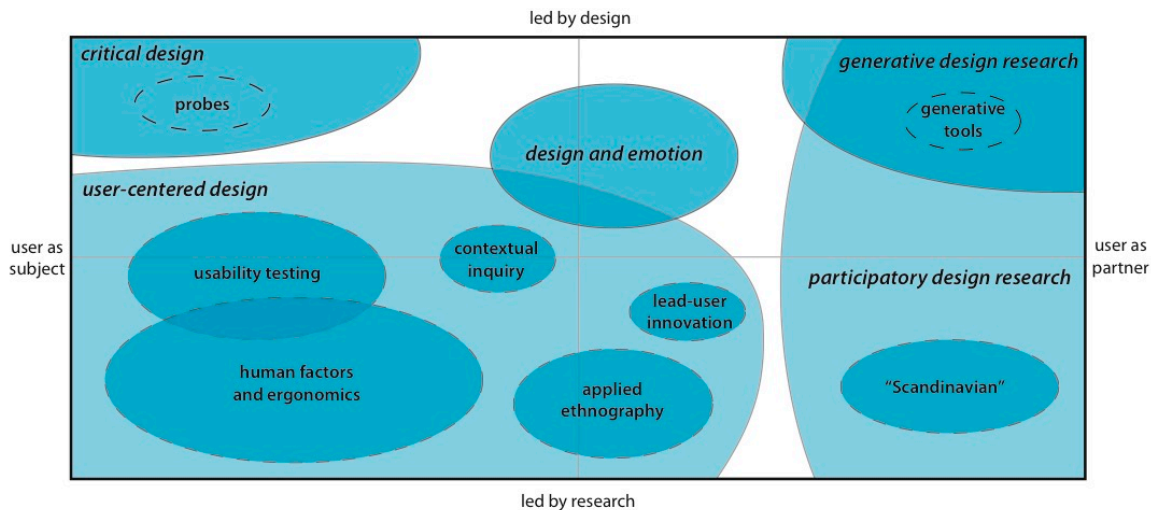 led by design
critical design
generative design research
probes
generative
tools
design and emotion
user-centered design
user as
subject
usability testing
contextual
inquiry
user as
partner
participatory design research
lead-user
innovation
human factors
and ergonomics
applied
ethnography
“Scandinavian”
led by research